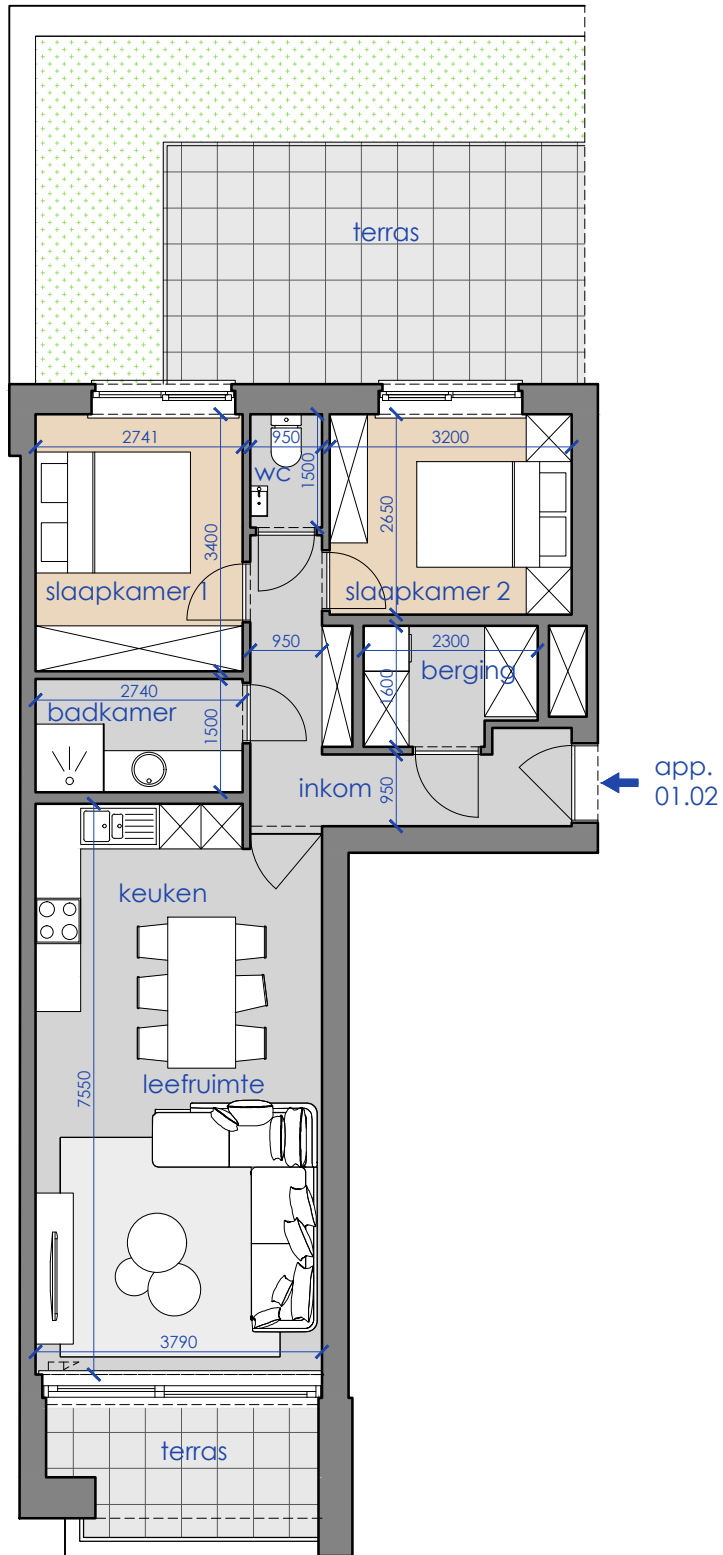 terras
2741
950
3200
wc
1500
2650
3400
slaapkamer 1
slaapkamer 2
950
2300
berging
1600
2740
badkamer
1500
inkom
950
app.
01.02
keuken
7550
leefruimte
3790
terras